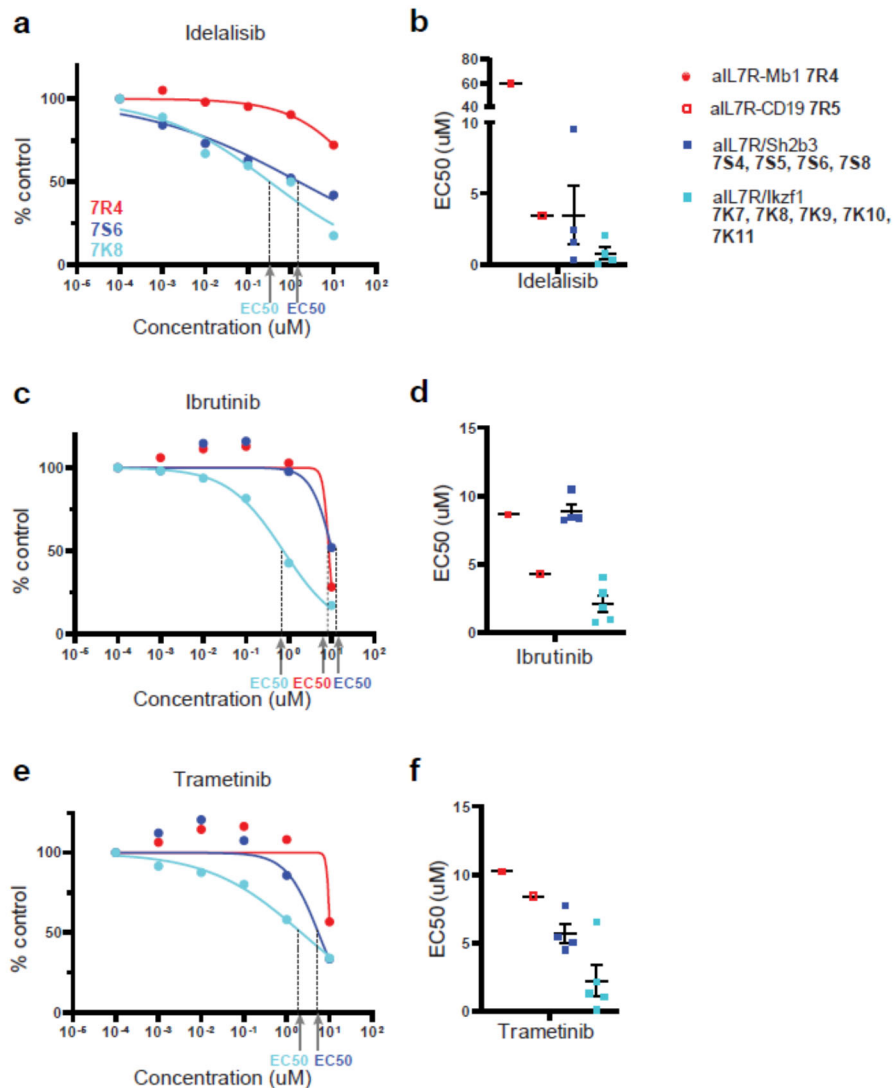 a
Idelalisib
% control
100
50
0
7R4
7S6
7K8
10⁻⁵ 10⁻⁴ 10⁻³ 10⁻² 10⁻¹ 10⁰ 10¹ 10²
EC50 EC50
Concentration (uM)
b
EC50 (uM)
80
60
40
10
5
0
Idelalisib
aIL7R-Mb1 7R4
aIL7R-CD19 7R5
aIL7R/Sh2b3
7S4, 7S5, 7S6, 7S8
aIL7R/Ikzf1
7K7, 7K8, 7K9, 7K10,
7K11
c
Ibrutinib
% control
100
50
0
10⁻⁵ 10⁻⁴ 10⁻³ 10⁻² 10⁻¹ 10⁰ 10¹ 10²
EC50 EC50 EC50
Concentration (uM)
d
EC50 (uM)
15
10
5
0
Ibrutinib
e
Trametinib
% control
100
50
0
10⁻⁵ 10⁻⁴ 10⁻³ 10⁻² 10⁻¹ 10⁰ 10¹ 10²
EC50 EC50
Concentration (uM)
f
EC50 (uM)
15
10
5
0
Trametinib